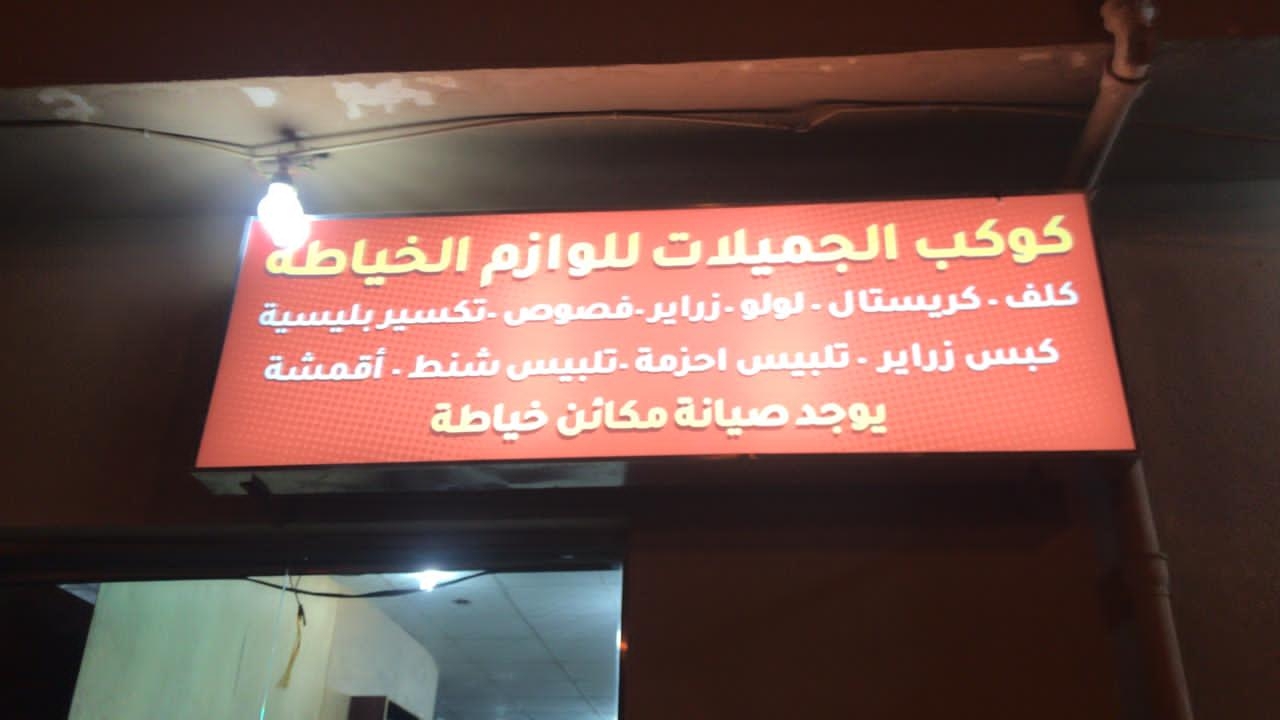 كوكب الجميلات للوازم الخياطة
كلف - كريستال - لولو - زراير - فصوص - تكسير بليسية
كبس زراير - تلبيس احزمة - تلبيس شنط - أقمشة
يوجد صيانة مكائن خياطة